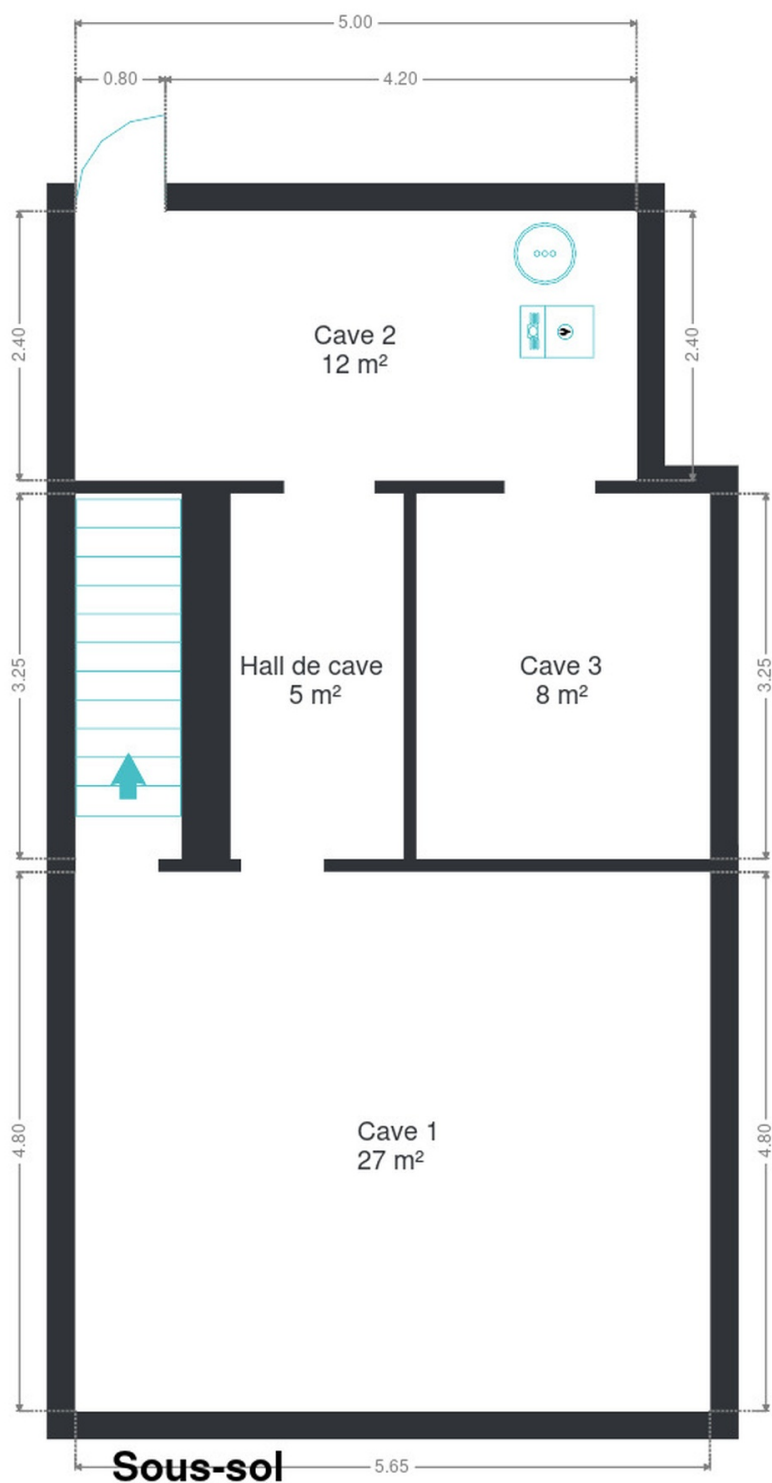 5.00
0.80
4.20
2.40
2.40
Cave 2
12 m²
3.25
3.25
Hall de cave
5 m²
Cave 3
8 m²
4.80
4.80
Cave 1
27 m²
Sous-sol
5.65